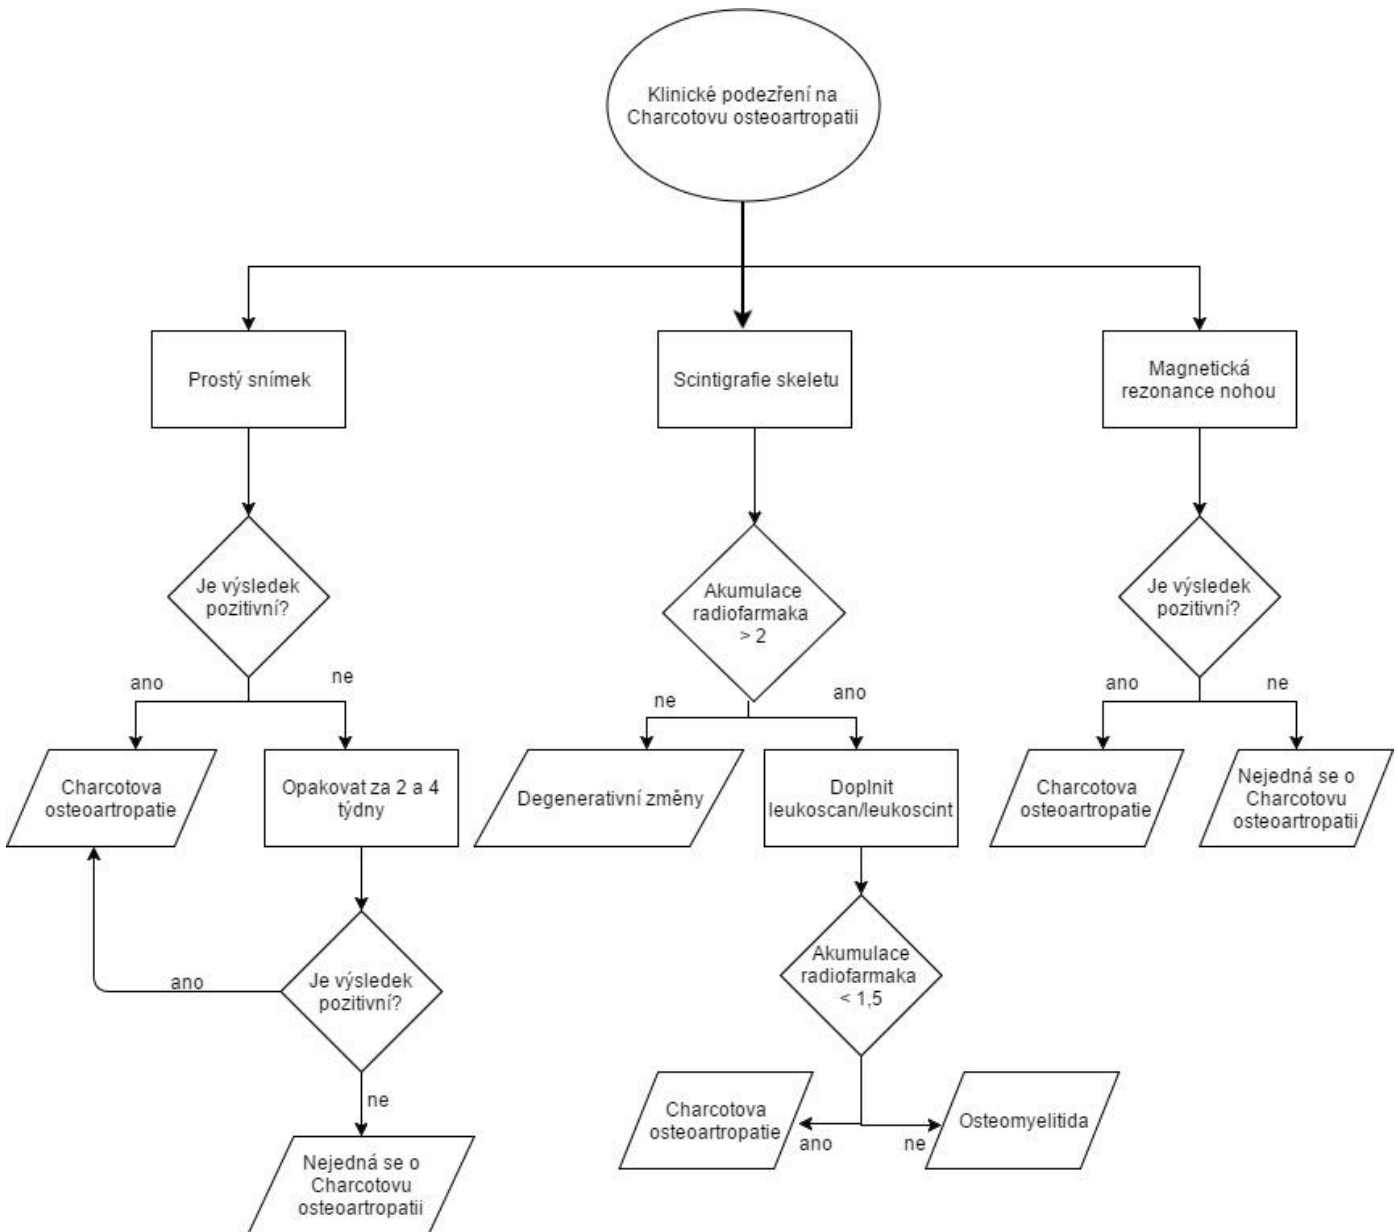 Klinické podezření na
Charcotovu osteoartropatii
Prostý snímek
Scintigrafie skeletu
Magnetická
rezonance nohou
Je výsledek
pozitivní?
Akumulace
radiofarmaka
> 2
Je výsledek
pozitivní?
ano
ne
ne
ano
ano
ne
Charcotova
osteoartropatie
Opakovat za 2 a 4
týdny
Degenerativní změny
Doplnit
leukoscan/leukoscint
Charcotova
osteoartropatie
Nejedná se o
Charcotovu
osteoartropatii
ano
Je výsledek
pozitivní?
Akumulace
radiofarmaka
< 1,5
ne
Charcotova
osteoartropatie
ano
ne
Osteomyelitida
Nejedná se o
Charcotovu
osteoartropatii